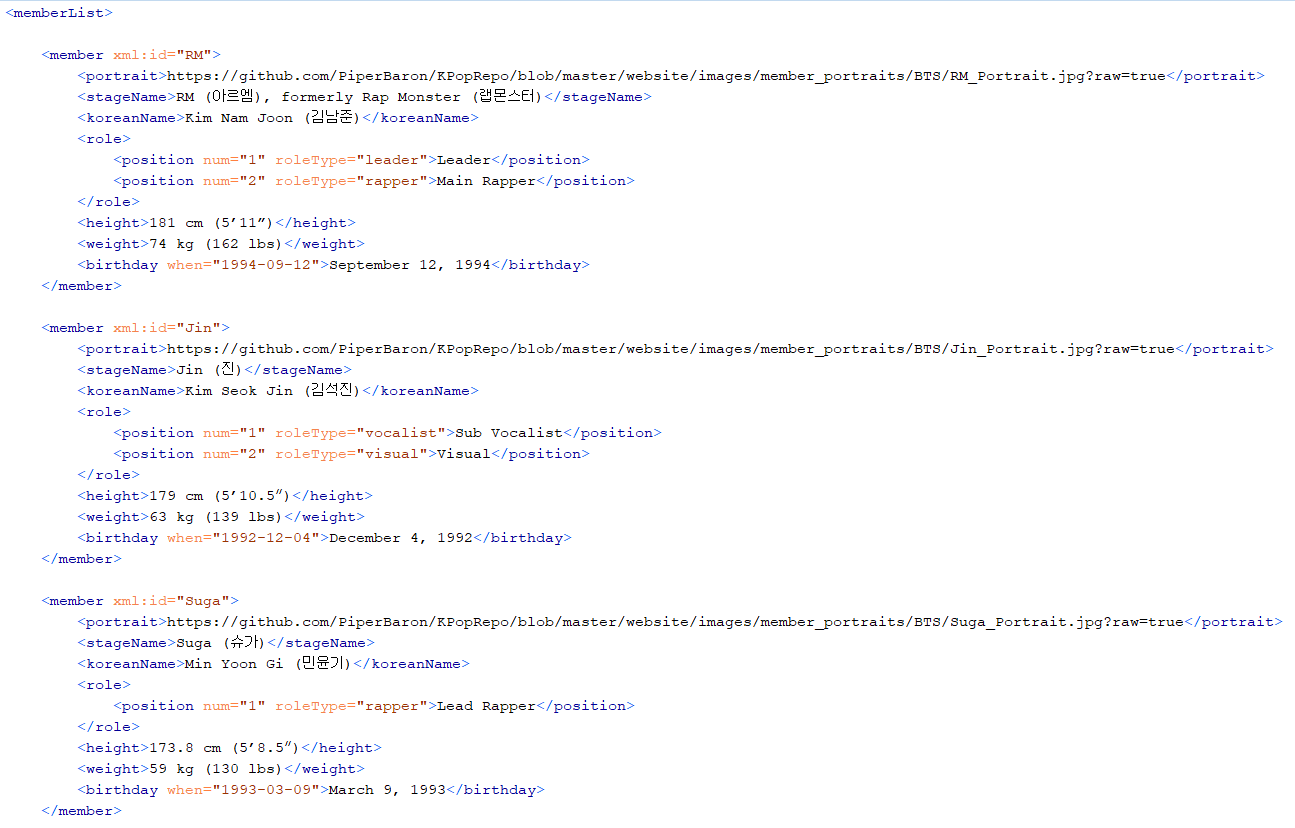 <memberList>
<member xml:id="RM">
<portrait>https://github.com/PiperBaron/KPopRepo/blob/master/website/images/member_portraits/BTS/RM_Portrait.jpg?raw=true</portrait>
<stageName>RM (아르엠), formerly Rap Monster (랩몬스터)</stageName>
<koreanName>Kim Nam Joon (김남준)</koreanName>
<role>
<position num="1" roleType="leader">Leader</position>
<position num="2" roleType="rapper">Main Rapper</position>
</role>
<height>181 cm (5’11”)</height>
<weight>74 kg (162 lbs)</weight>
<birthday when="1994-09-12">September 12, 1994</birthday>
</member>
<member xml:id="Jin">
<portrait>https://github.com/PiperBaron/KPopRepo/blob/master/website/images/member_portraits/BTS/Jin_Portrait.jpg?raw=true</portrait>
<stageName>Jin (진)</stageName>
<koreanName>Kim Seok Jin (김석진)</koreanName>
<role>
<position num="1" roleType="vocalist">Sub Vocalist</position>
<position num="2" roleType="visual">Visual</position>
</role>
<height>179 cm (5’10.5″)</height>
<weight>63 kg (139 lbs)</weight>
<birthday when="1992-12-04">December 4, 1992</birthday>
</member>
<member xml:id="Suga">
<portrait>https://github.com/PiperBaron/KPopRepo/blob/master/website/images/member_portraits/BTS/Suga_Portrait.jpg?raw=true</portrait>
<stageName>Suga (슈가)</stageName>
<koreanName>Min Yoon Gi (민윤기)</koreanName>
<role>
<position num="1" roleType="rapper">Lead Rapper</position>
</role>
<height>173.8 cm (5’8.5″)</height>
<weight>59 kg (130 lbs)</weight>
<birthday when="1993-03-09">March 9, 1993</birthday>
</member>